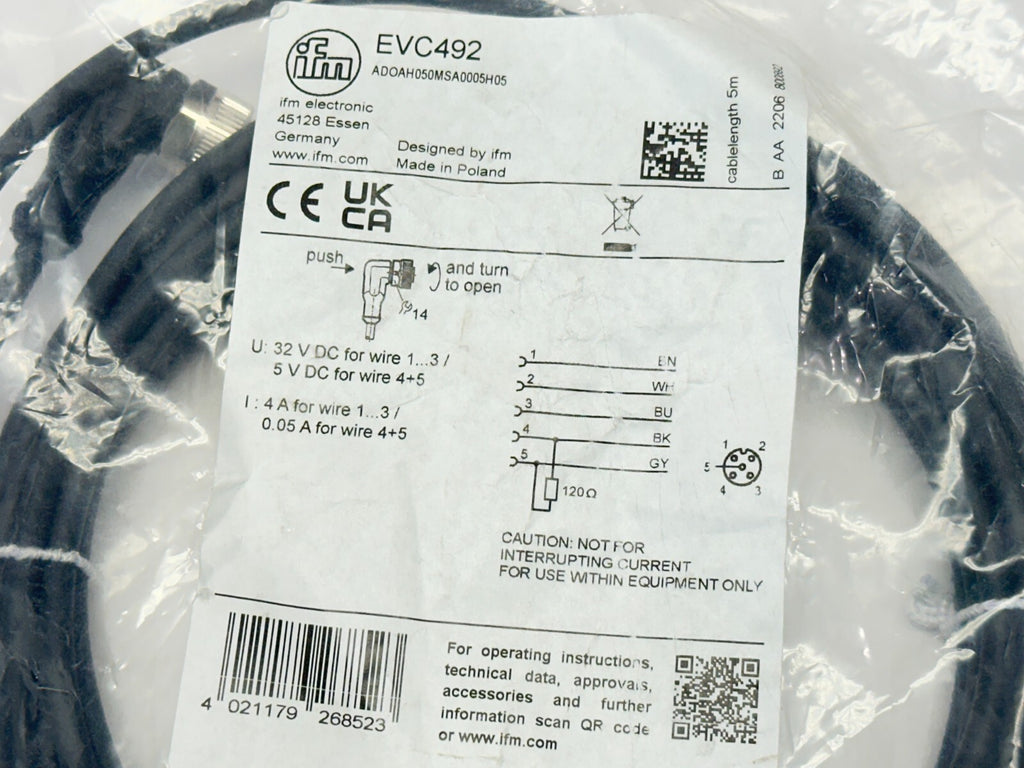 ifm
EVC492
ADOAH050MSA0005H05
ifm electronic
45128 Essen
Germany
www.ifm.com
Designed by ifm
Made in Poland
cablelength 5m
B AA 2206
CE UK
CA
push
and turn
to open
14
U: 32 V DC for wire 1...3 /
5 V DC for wire 4+5
I : 4 A for wire 1...3 /
0.05 A for wire 4+5
1 BN
2 WH
3 BU
4 BK
5 GY
120Ω
1 2
5
4 3
CAUTION: NOT FOR
INTERRUPTING CURRENT
FOR USE WITHIN EQUIPMENT ONLY
4 021179 268523
For operating instructions,
technical data, approvals,
accessories and further
information scan QR code
or www.ifm.com